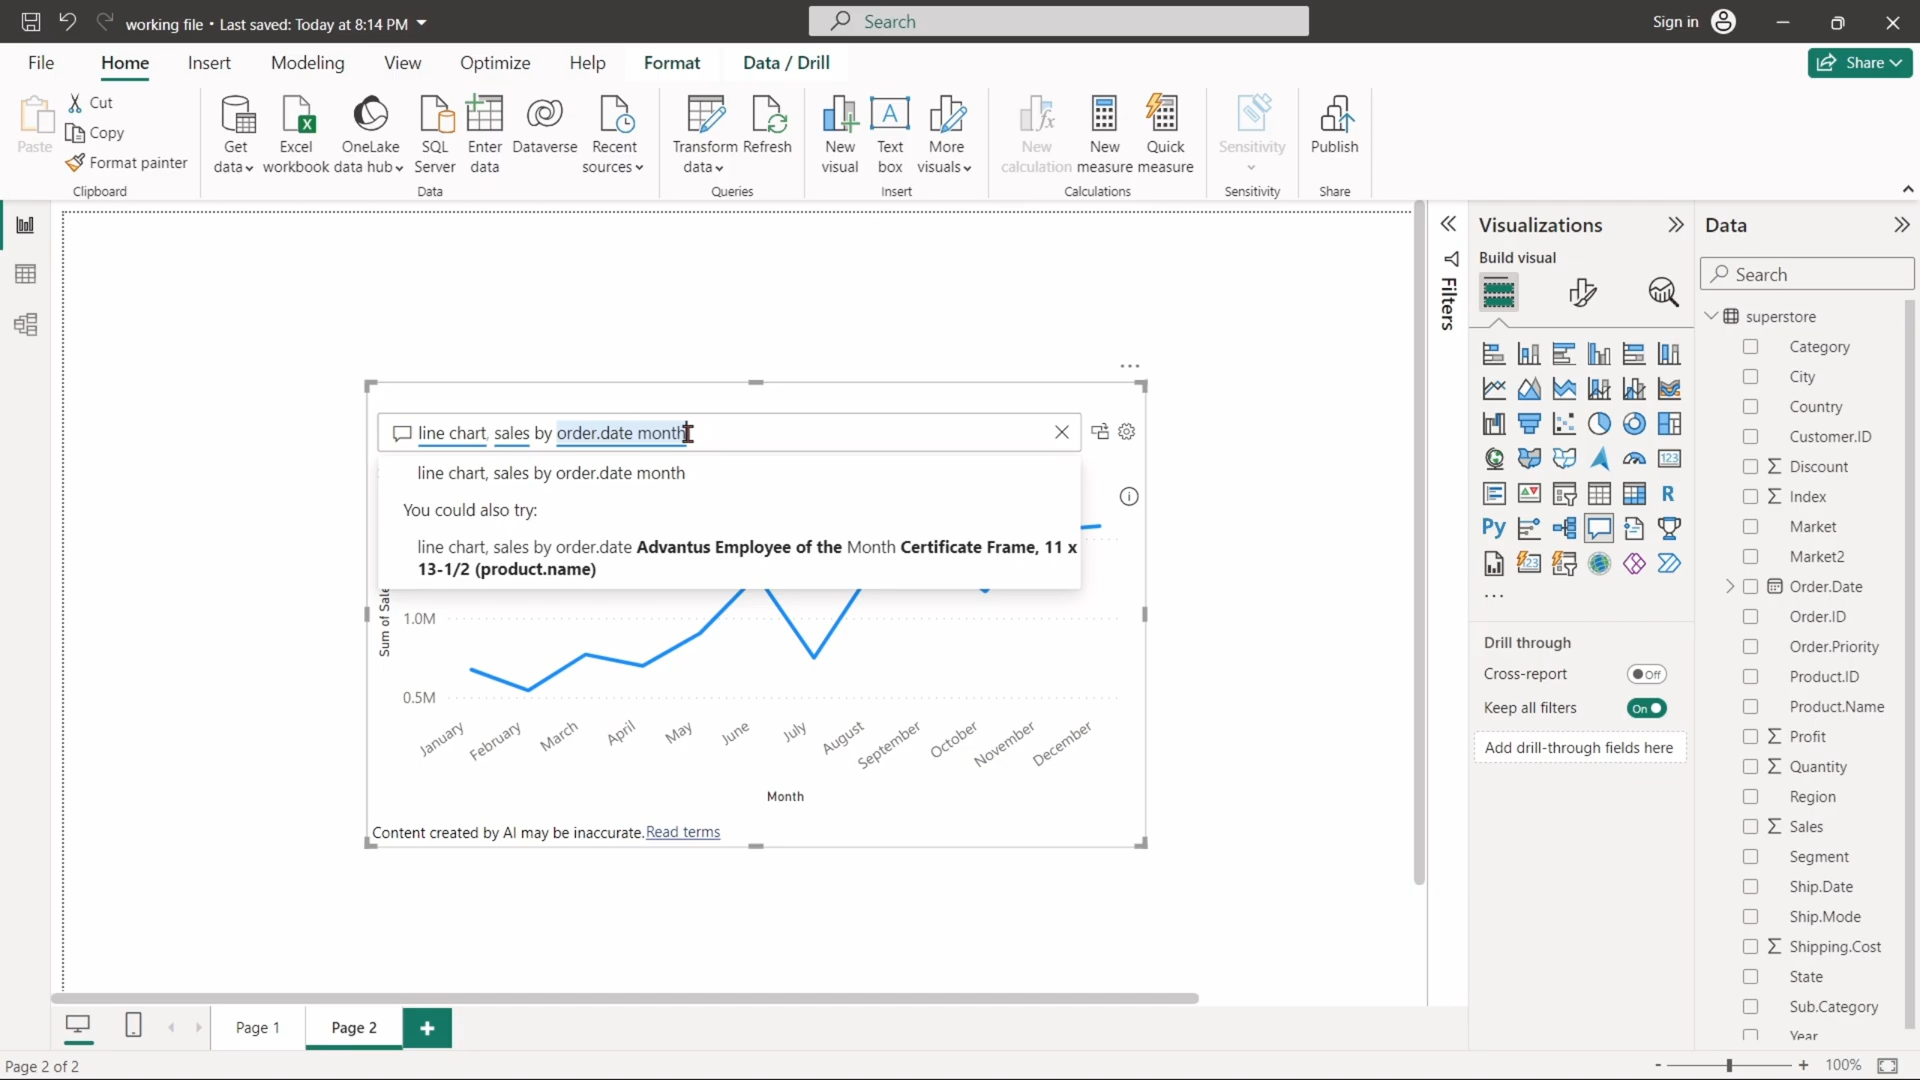 working file • Last saved: Today at 8:14 PM
Search
Sign in
File
Home
Insert
Modeling
View
Optimize
Help
Format
Data / Drill
Share
Paste
Cut
Copy
Format painter
Clipboard
Get data
Excel workbook
OneLake data hub
SQL Server
Enter data
Dataverse
Recent sources
Data
Transform data
Refresh
Queries
New visual
Text box
More visuals
Insert
New calculation
New measure
Quick measure
Calculations
Sensitivity
Sensitivity
Publish
Share
line chart, sales by order.date month
line chart, sales by order.date month
You could also try:
line chart, sales by order.date Advantus Employee of the Month Certificate Frame, 11 x
13-1/2 (product.name)
Sum of Sale
1.0M
0.5M
January
February
March
April
May
June
July
August
September
October
November
December
Month
Content created by AI may be inaccurate. Read terms
Filters
Visualizations
Build visual
123
R
Py
123
...
Drill through
Cross-report
Off
Keep all filters
On
Add drill-through fields here
Data
Search
superstore
Category
City
Country
Customer.ID
Discount
Index
Market
Market2
Order.Date
Order.ID
Order.Priority
Product.ID
Product.Name
Profit
Quantity
Region
Sales
Segment
Ship.Date
Ship.Mode
Shipping.Cost
State
Sub.Category
Year
Page 1
Page 2
Page 2 of 2
- + 100%